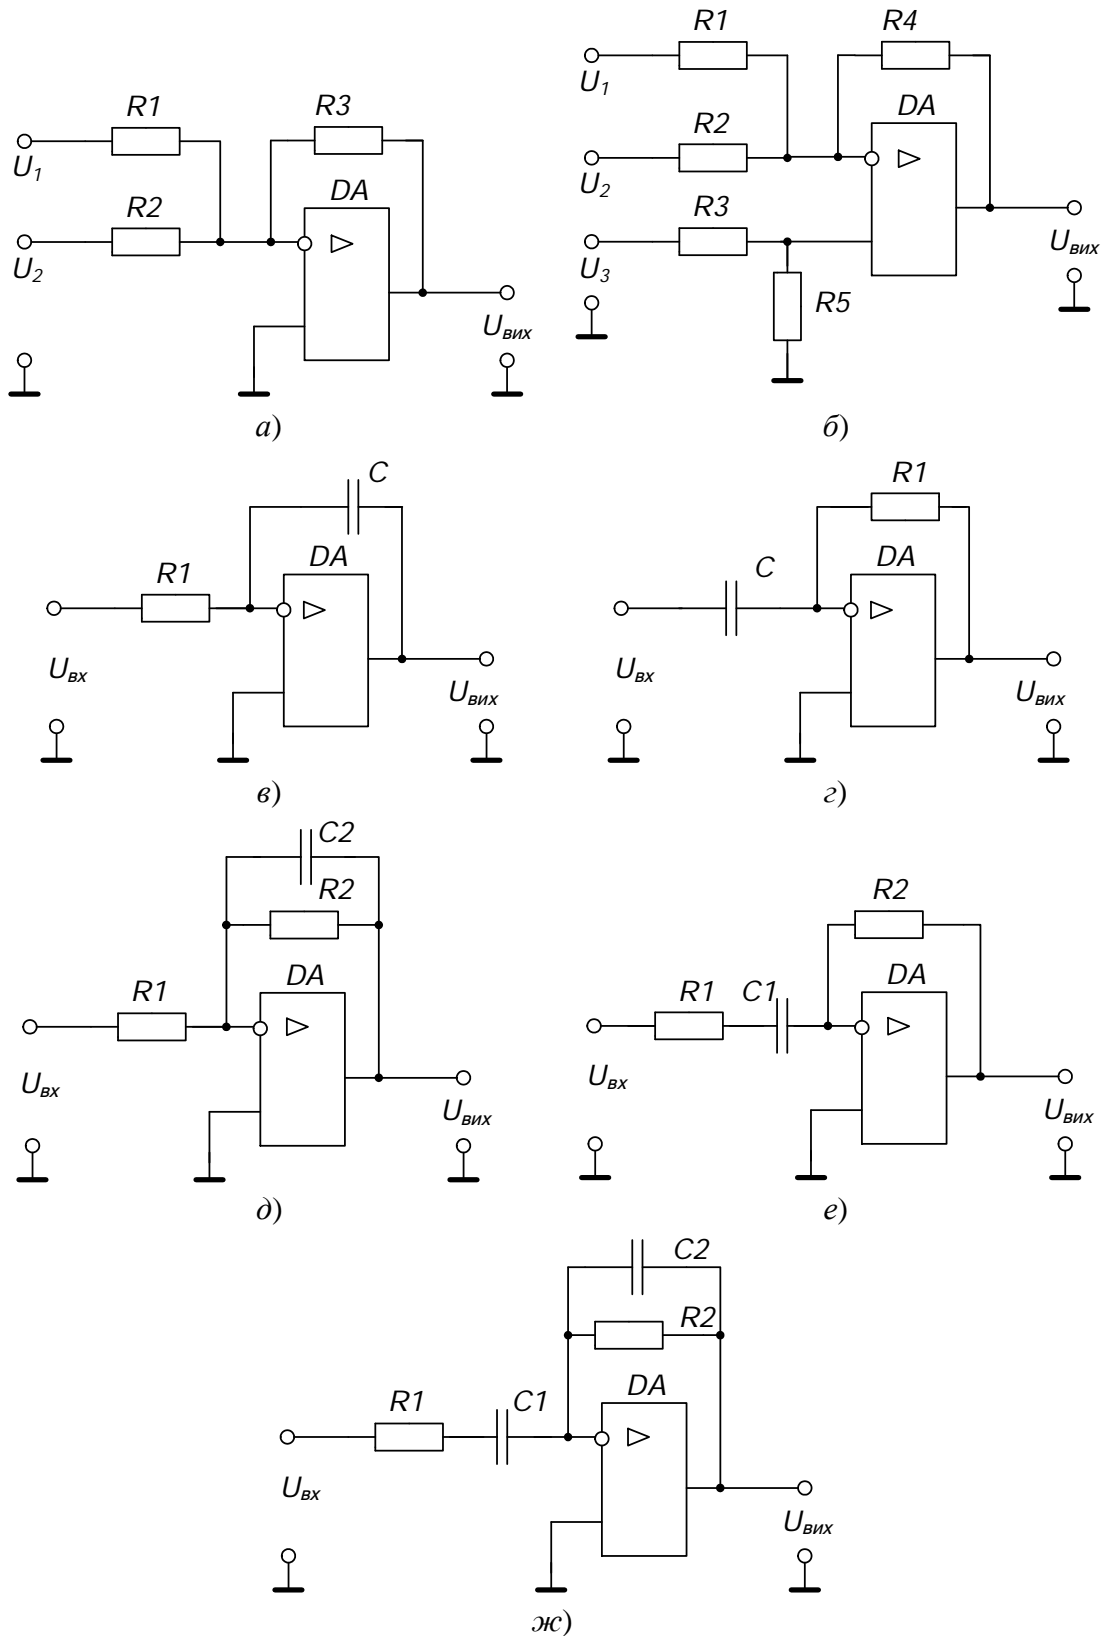 R1
R4
U1
DA
R2
U2
R3
U3
Uвих
R5
б)
R1
R3
U1
DA
R2
U2
Uвих
а)
C
DA
R1
Uвх
Uвих
в)
R1
DA
C
Uвх
Uвих
г)
C2
R2
DA
R1
Uвх
Uвих
д)
R2
DA
R1 C1
Uвх
Uвих
е)
C2
R2
DA
R1 C1
Uвх
Uвих
ж)